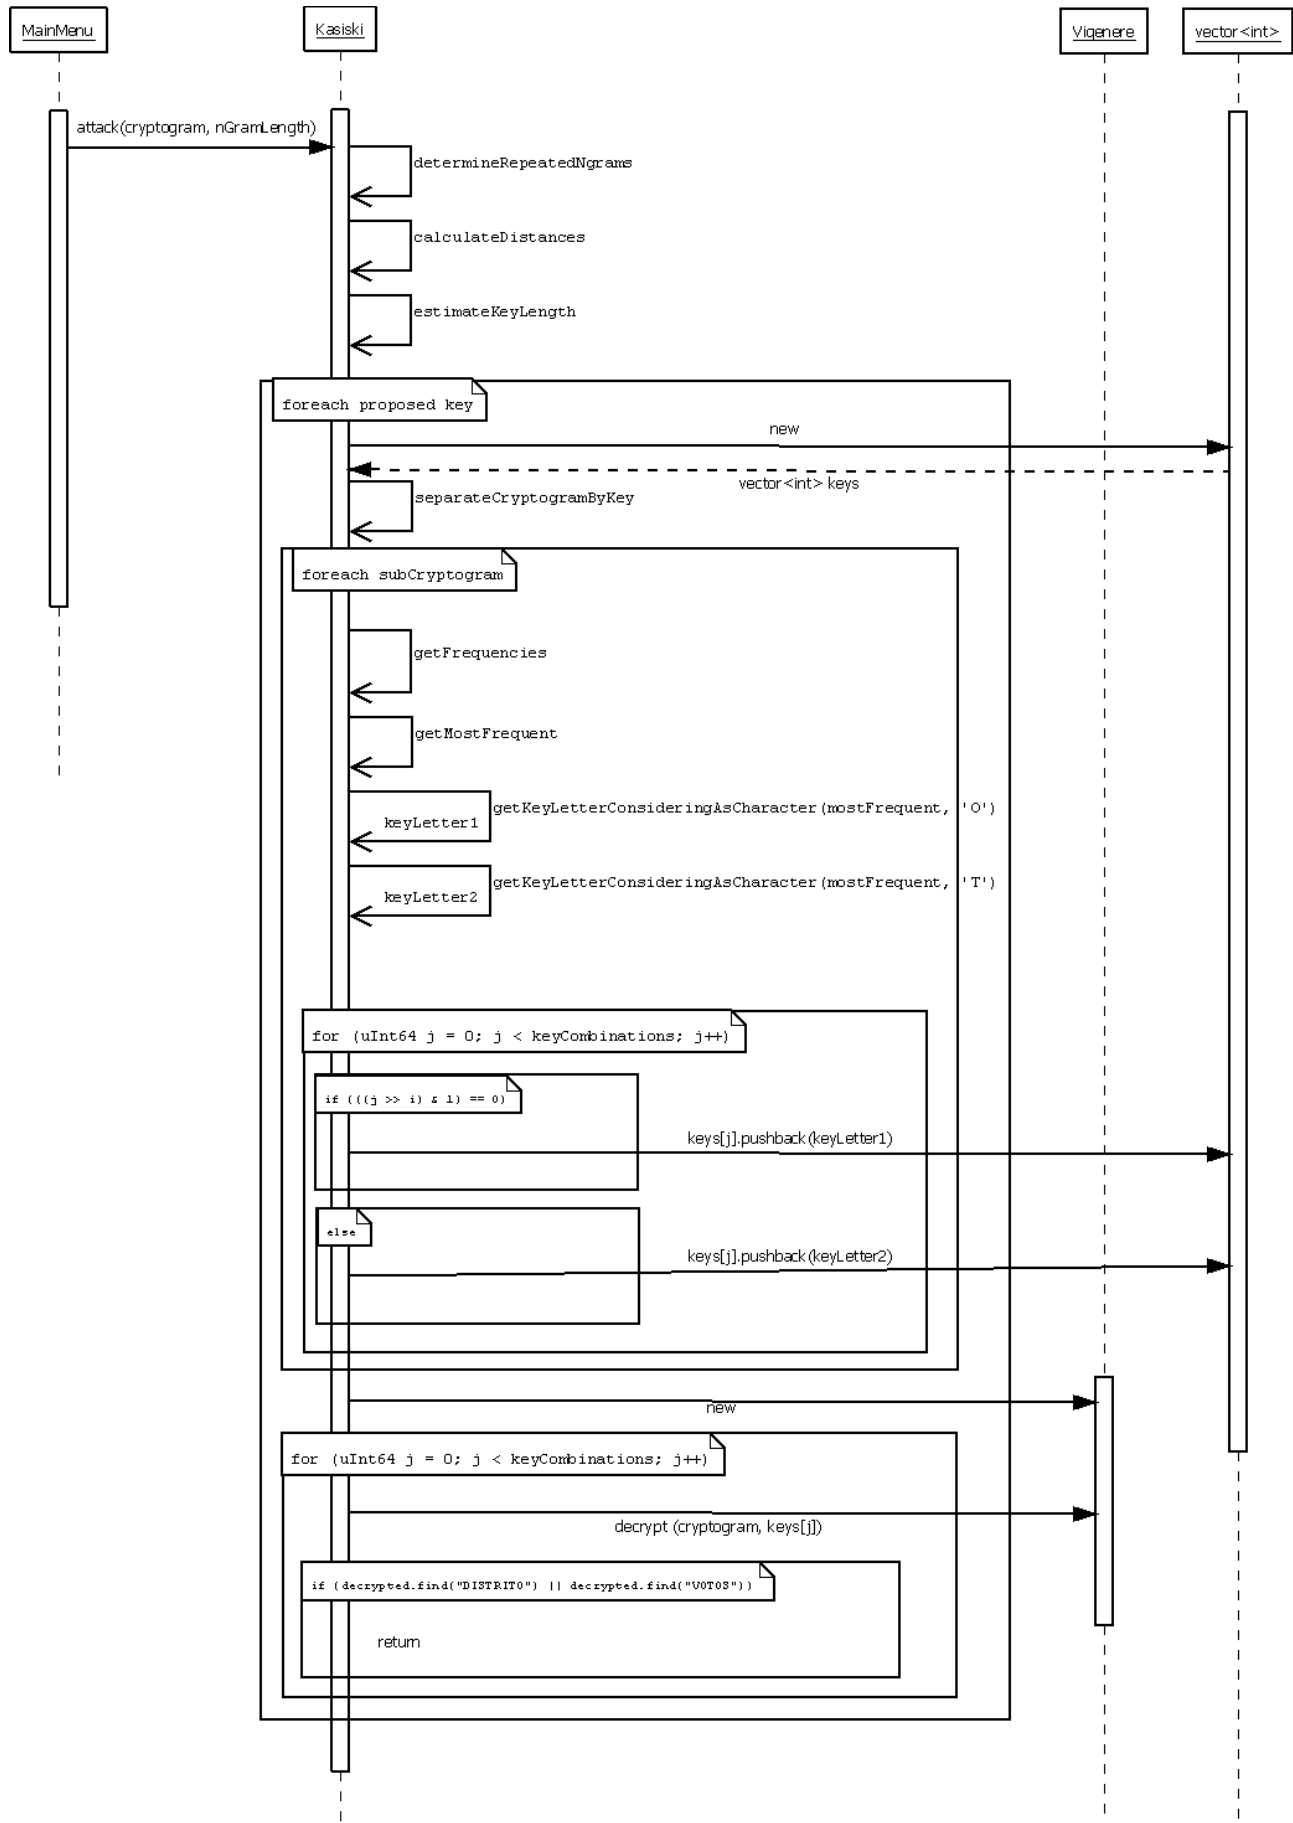 MainMenu
Kasiski
Vigenere
vector<int>
attack(cryptogram, nGramLength)
determineRepeatedNgrams
calculateDistances
estimateKeyLength
foreach proposed key
new
vector<int> keys
separateCryptogramByKey
foreach subCryptogram
getFrequencies
getMostFrequent
getKeyLetterConsideringAsCharacter(mostFrequent, 'O')
keyLetter1
getKeyLetterConsideringAsCharacter(mostFrequent, 'T')
keyLetter2
for (uInt64 j = 0; j < keyCombinations; j++)
if (((j >> i) & 1) == 0)
keys[j].pushback(keyLetter1)
else
keys[j].pushback(keyLetter2)
new
for (uInt64 j = 0; j < keyCombinations; j++)
decrypt (cryptogram, keys[j])
if (decrypted.find("DISTRITO") || decrypted.find("VOTOS"))
return